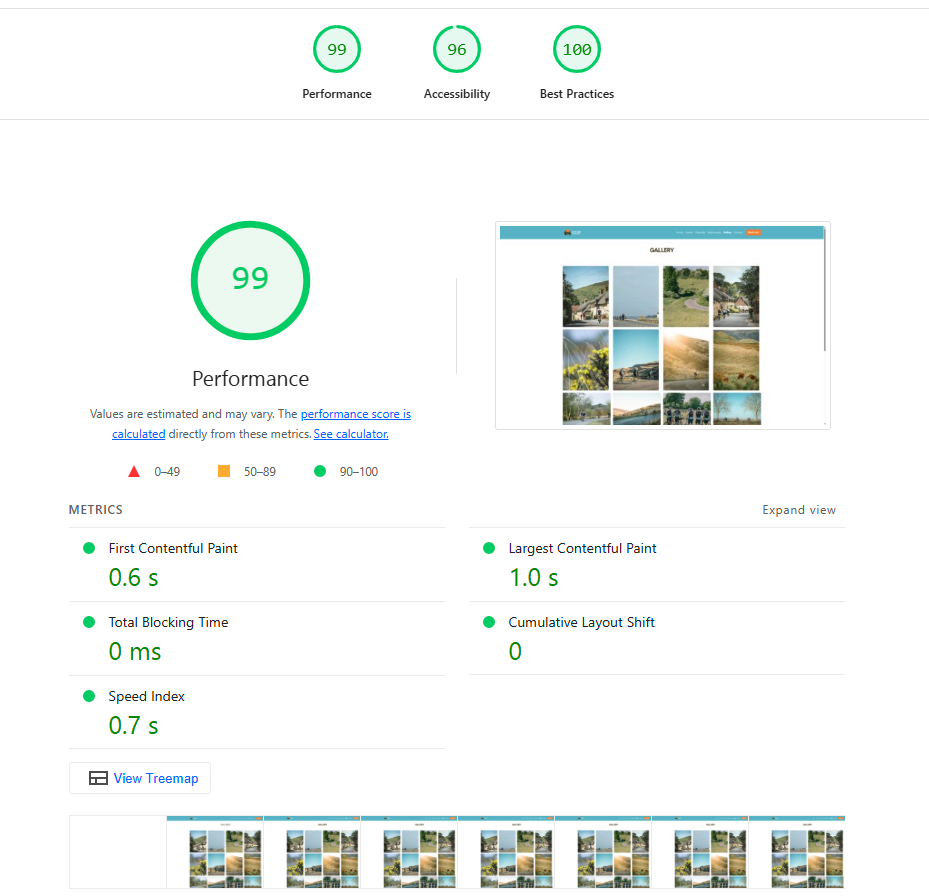 99
96
100
Performance
Accessibility
Best Practices
99
Performance
Values are estimated and may vary. The performance score is
calculated directly from these metrics. See calculator.
0–49
50–89
90–100
GALLERY
METRICS
Expand view
First Contentful Paint
0.6 s
Largest Contentful Paint
1.0 s
Total Blocking Time
0 ms
Cumulative Layout Shift
0
Speed Index
0.7 s
View Treemap